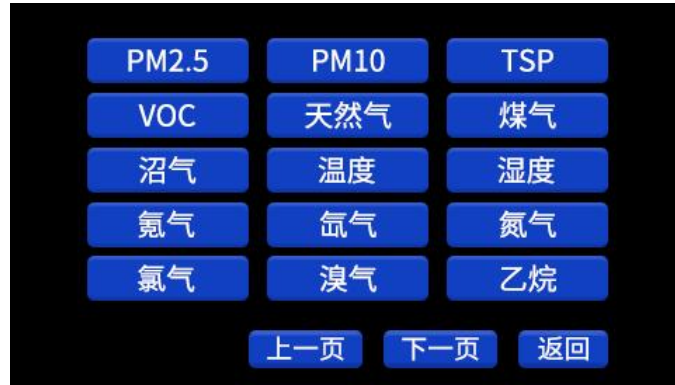 PM2.5 PM10 TSP
VOC 天然气 煤气
沼气 温度 湿度
氪气 氙气 氮气
氯气 溴气 乙烷
上一页 下一页 返回